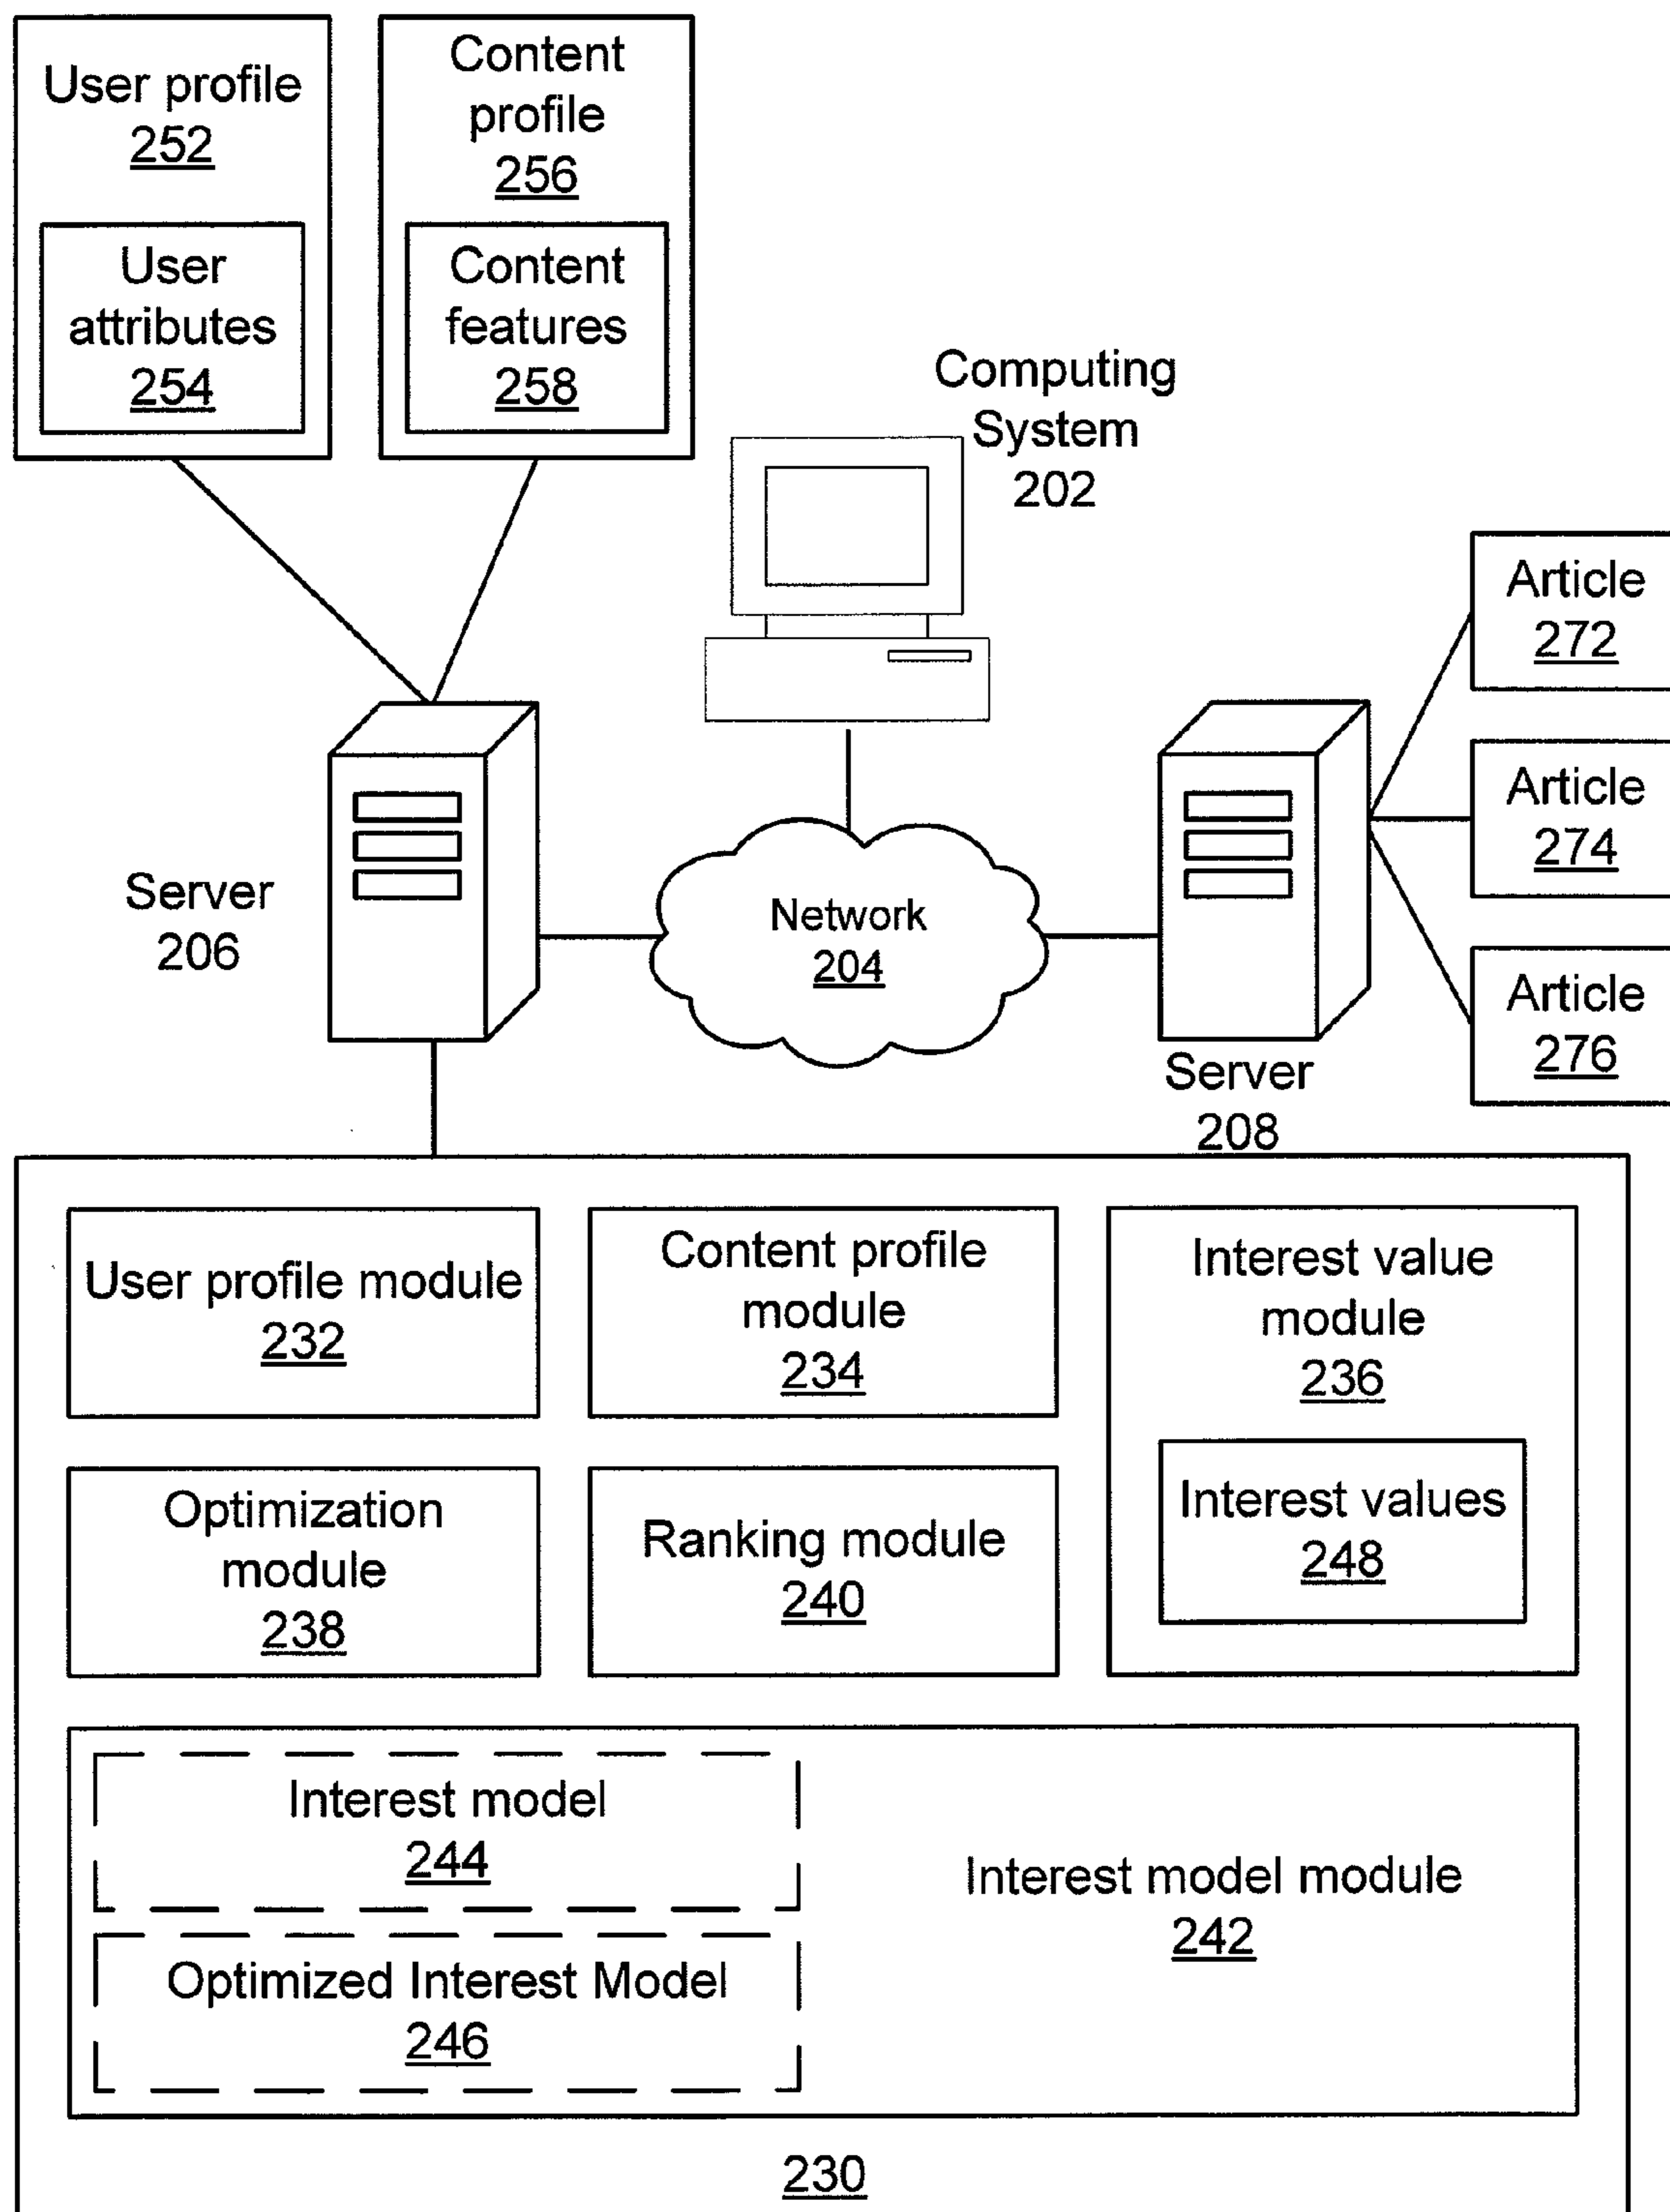 User profile
252
User
attributes
254
Content
profile
256
Content
features
258
Computing
System
202
Article
272
Article
274
Article
276
Server
206
Network
204
Server
208
User profile module
232
Content profile
module
234
Interest value
module
236
Interest values
248
Optimization
module
238
Ranking module
240
Interest model
244
Optimized Interest Model
246
Interest model module
242
230